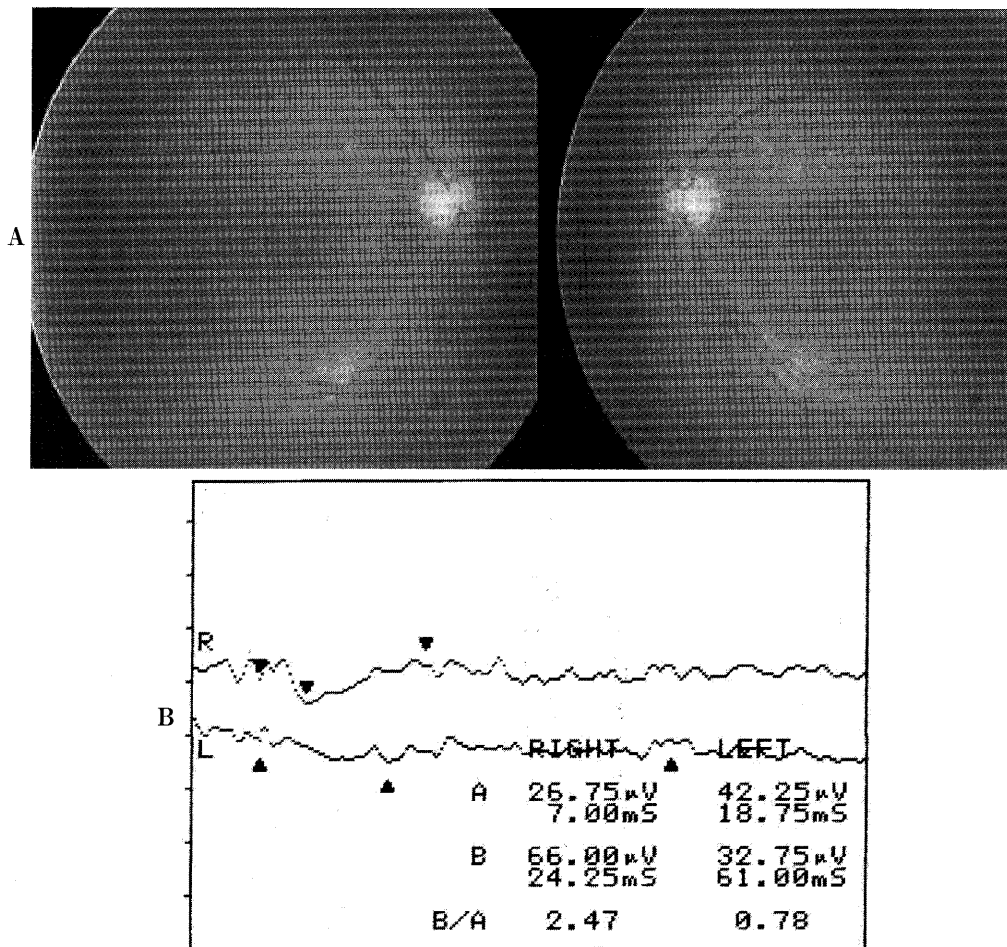 A
B
R
L
RIGHT LEFT
A 26.75µV 42.25µV
7.00mS 18.75mS
B 66.00µV 32.75µV
24.25mS 61.00mS
B/A 2.47 0.78